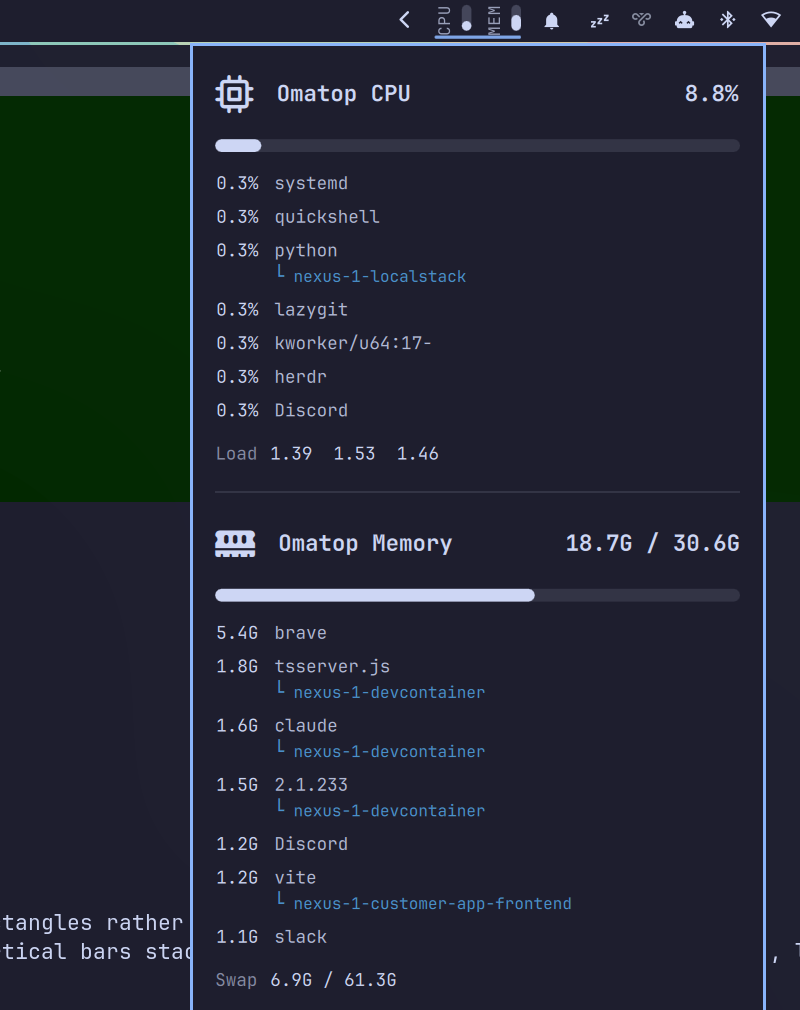 CPU MEM zzz
Omatop CPU 8.8%
0.3% systemd
0.3% quickshell
0.3% python
└ nexus-1-localstack
0.3% lazygit
0.3% kworker/u64:17-
0.3% herdr
0.3% Discord
Load 1.39 1.53 1.46
Omatop Memory 18.7G / 30.6G
5.4G brave
1.8G tsserver.js
└ nexus-1-devcontainer
1.6G claude
└ nexus-1-devcontainer
1.5G 2.1.233
└ nexus-1-devcontainer
1.2G Discord
1.2G vite
└ nexus-1-customer-app-frontend
1.1G slack
Swap 6.9G / 61.3G
tangles rather
tical bars stac
,